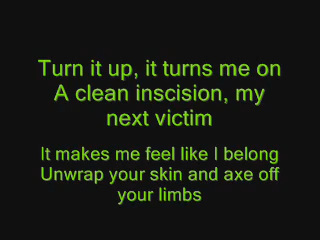 Turn it up, it turns me on
A clean inscision, my
next victim
It makes me feel like I belong
Unwrap your skin and axe off
your limbs